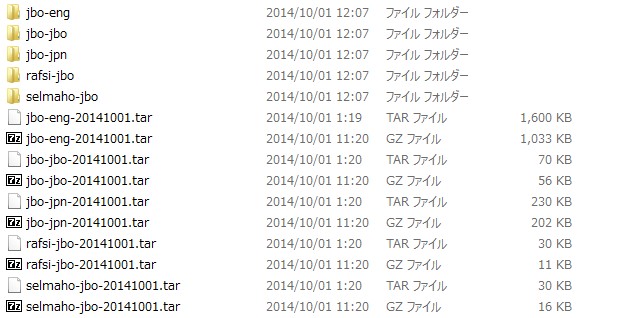 jbo-eng 2014/10/01 12:07 ファイル フォルダー
jbo-jbo 2014/10/01 12:07 ファイル フォルダー
jbo-jpn 2014/10/01 12:07 ファイル フォルダー
rafsi-jbo 2014/10/01 12:07 ファイル フォルダー
selmaho-jbo 2014/10/01 12:07 ファイル フォルダー
jbo-eng-20141001.tar 2014/10/01 1:19 TAR ファイル 1,600 KB
7z jbo-eng-20141001.tar 2014/10/01 11:20 GZ ファイル 1,033 KB
jbo-jbo-20141001.tar 2014/10/01 1:20 TAR ファイル 70 KB
7z jbo-jbo-20141001.tar 2014/10/01 11:20 GZ ファイル 56 KB
jbo-jpn-20141001.tar 2014/10/01 1:20 TAR ファイル 230 KB
7z jbo-jpn-20141001.tar 2014/10/01 11:20 GZ ファイル 202 KB
rafsi-jbo-20141001.tar 2014/10/01 1:20 TAR ファイル 30 KB
7z rafsi-jbo-20141001.tar 2014/10/01 11:20 GZ ファイル 11 KB
selmaho-jbo-20141001.tar 2014/10/01 1:20 TAR ファイル 30 KB
7z selmaho-jbo-20141001.tar 2014/10/01 11:20 GZ ファイル 16 KB